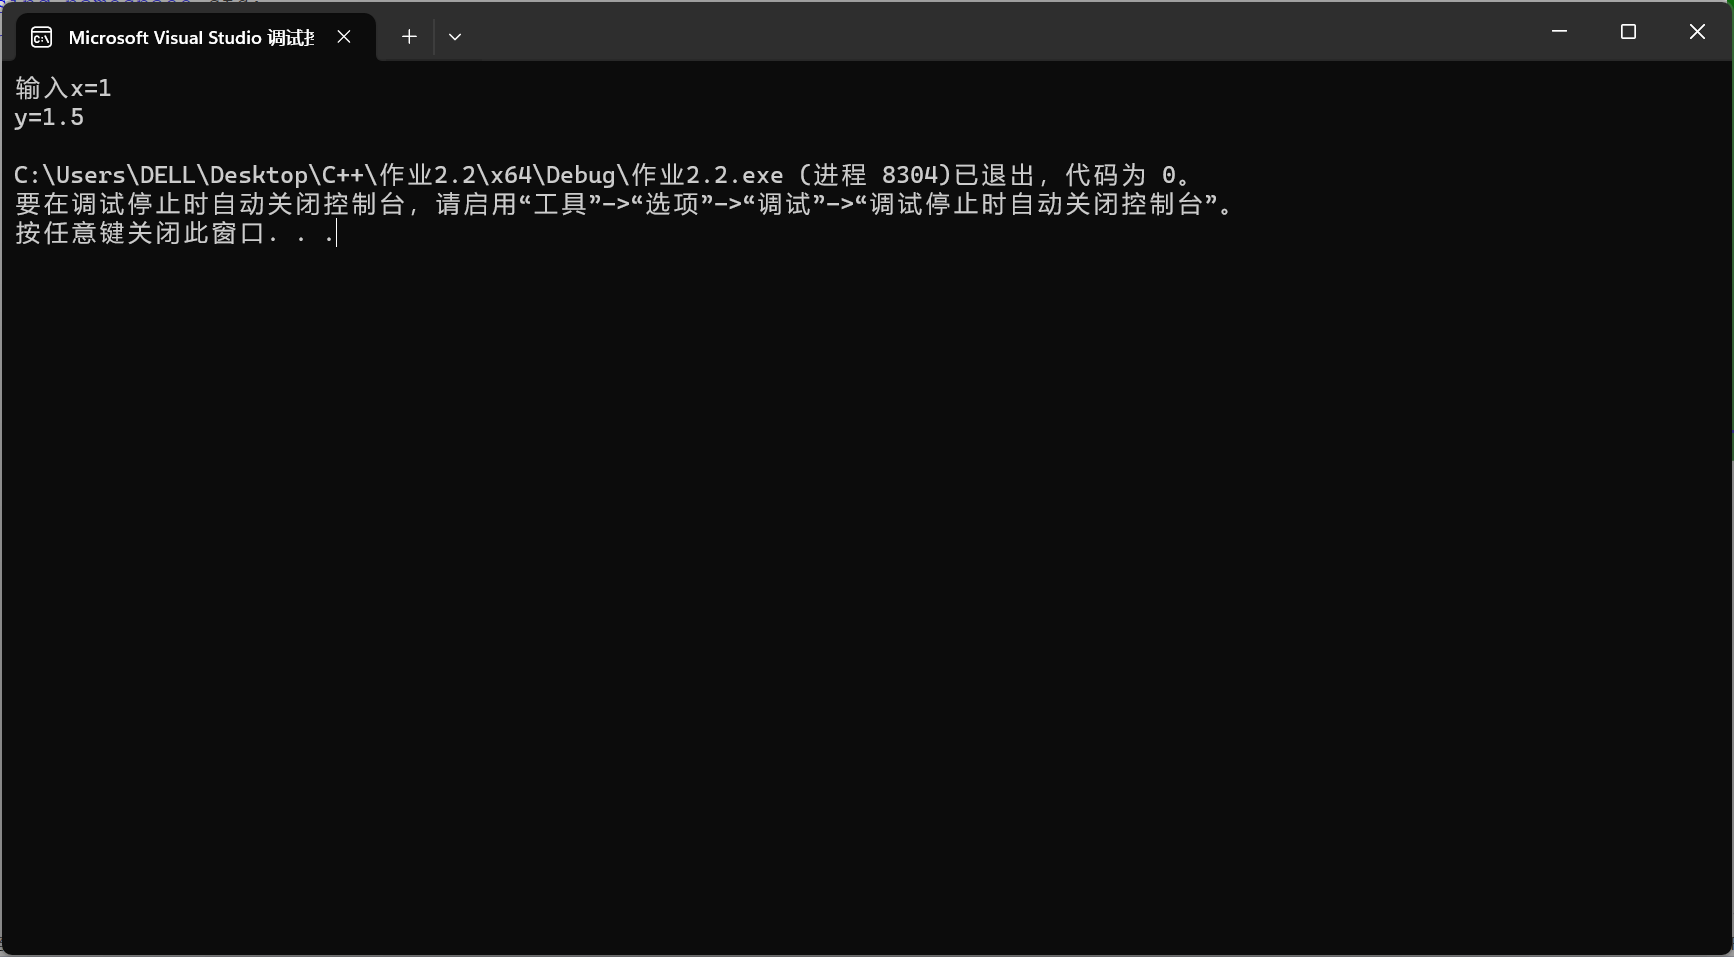 Microsoft Visual Studio 调试
输入x=1
y=1.5
C:\Users\DELL\Desktop\C++\作业2.2\x64\Debug\作业2.2.exe (进程 8304)已退出，代码为 0。
要在调试停止时自动关闭控制台，请启用“工具”->“选项”->“调试”->“调试停止时自动关闭控制台”。
按任意键关闭此窗口. . .